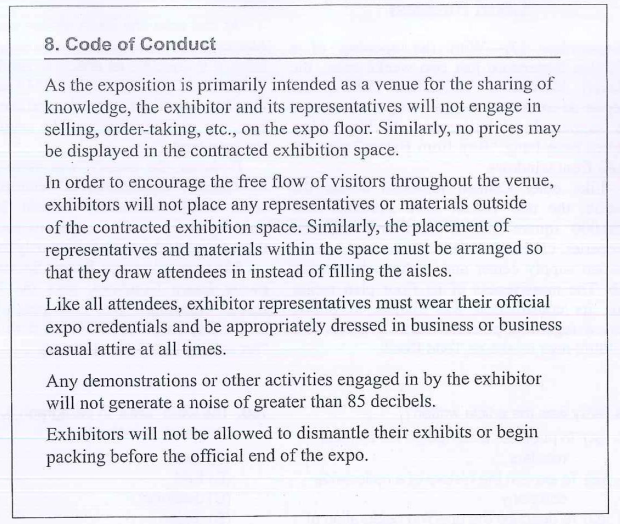 8. Code of Conduct
As the exposition is primarily intended as a venue for the sharing of
knowledge, the exhibitor and its representatives will not engage in
selling, order-taking, etc., on the expo floor. Similarly, no prices may
be displayed in the contracted exhibition space.
In order to encourage the free flow of visitors throughout the venue,
exhibitors will not place any representatives or materials outside
of the contracted exhibition space. Similarly, the placement of
representatives and materials within the space must be arranged so
that they draw attendees in instead of filling the aisles.
Like all attendees, exhibitor representatives must wear their official
expo credentials and be appropriately dressed in business or business
casual attire at all times.
Any demonstrations or other activities engaged in by the exhibitor
will not generate a noise of greater than 85 decibels.
Exhibitors will not be allowed to dismantle their exhibits or begin
packing before the official end of the expo.